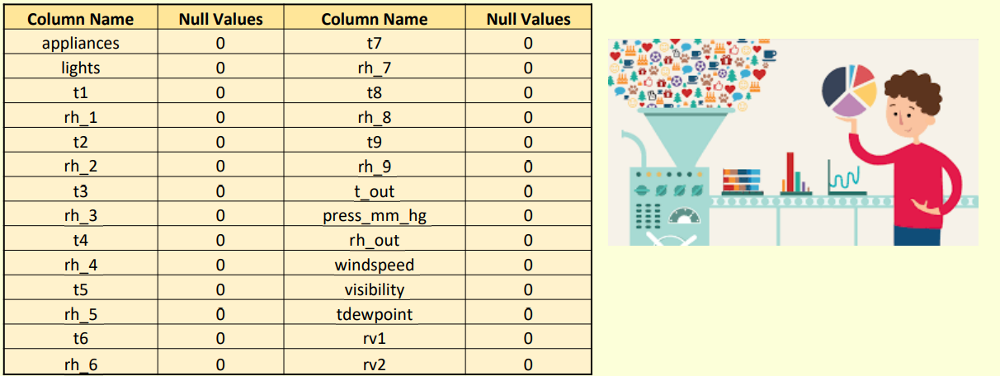 Column Name Null Values Column Name Null Values
appliances 0 t7 0
lights 0 rh_7 0
t1 0 t8 0
rh_1 0 rh_8 0
t2 0 t9 0
rh_2 0 rh_9 0
t3 0 t_out 0
rh_3 0 press_mm_hg 0
t4 0 rh_out 0
rh_4 0 windspeed 0
t5 0 visibility 0
rh_5 0 tdewpoint 0
t6 0 rv1 0
rh_6 0 rv2 0